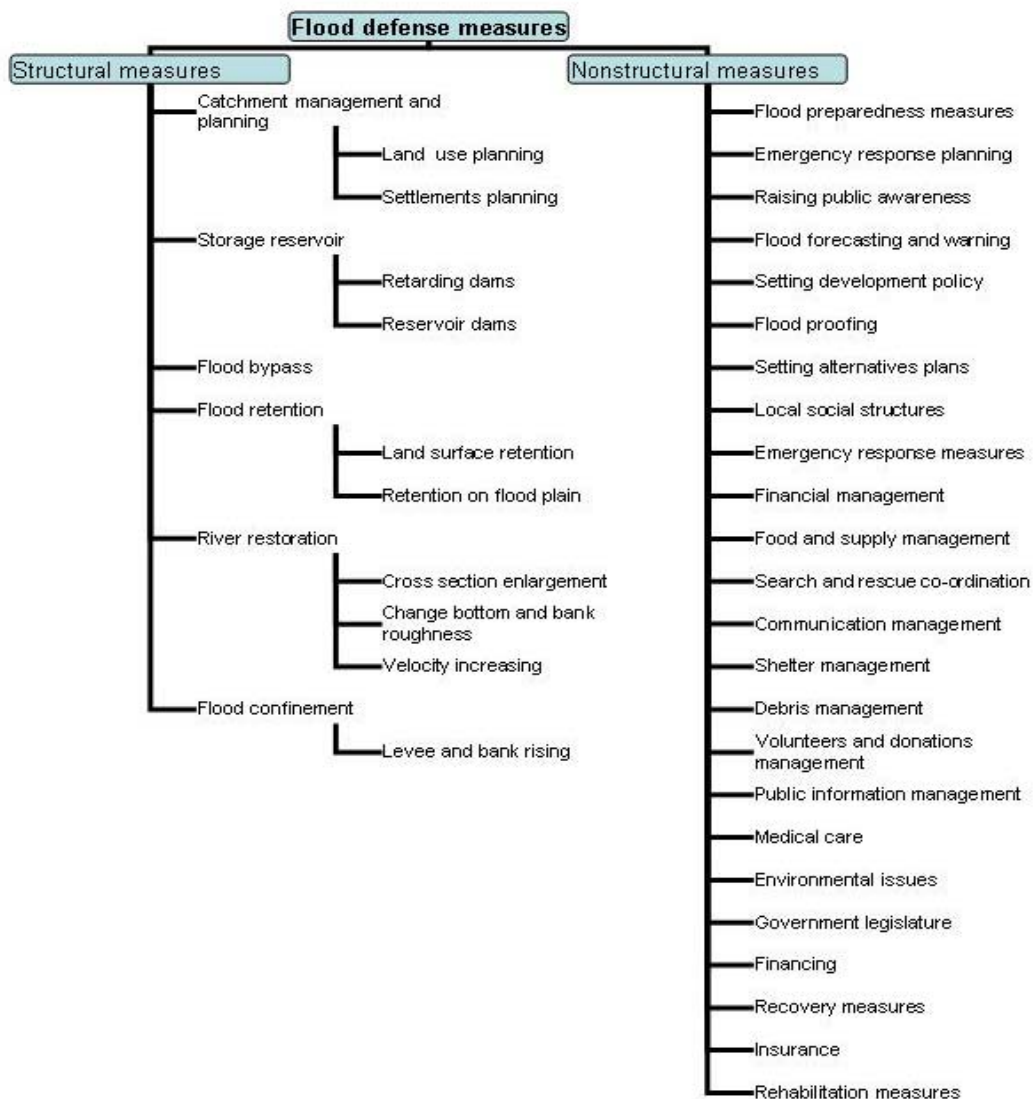 Flood defense measures
Structural measures
Catchment management and
planning
Land use planning
Settlements planning
Storage reservoir
Retarding dams
Reservoir dams
Flood bypass
Flood retention
Land surface retention
Retention on flood plain
River restoration
Cross section enlargement
Change bottom and bank
roughness
Velocity increasing
Flood confinement
Levee and bank rising
Nonstructural measures
Flood preparedness measures
Emergency response planning
Raising public awareness
Flood forecasting and warning
Setting development policy
Flood proofing
Setting alternatives plans
Local social structures
Emergency response measures
Financial management
Food and supply management
Search and rescue co-ordination
Communication management
Shelter management
Debris management
Volunteers and donations
management
Public information management
Medical care
Environmental issues
Government legislature
Financing
Recovery measures
Insurance
Rehabilitation measures